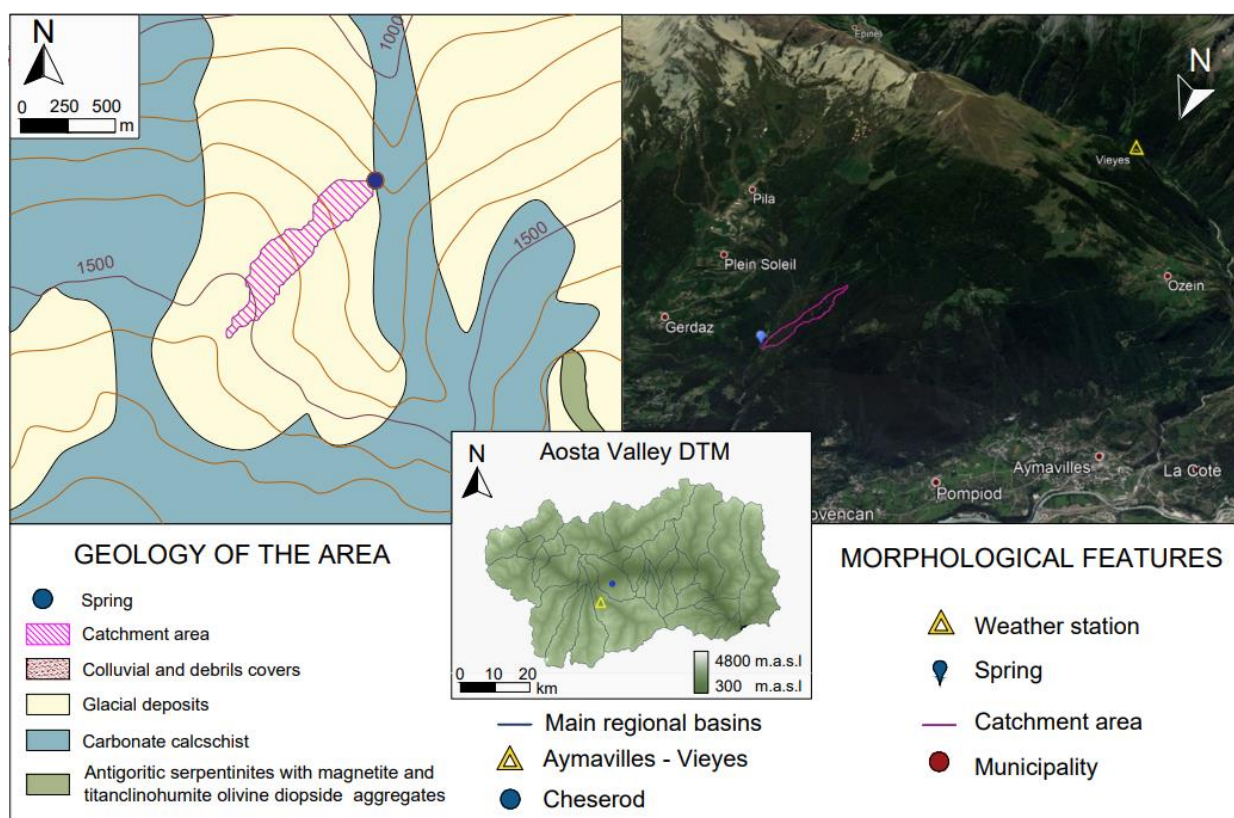 N
0 250 500
m
1000
1500
1500
Epinel
N
Vieyes
Pila
Plein Soleil
Ozein
Gerdaz
Aymavilles
La Cote
Pompiod
ovencan
N
Aosta Valley DTM
0 10 20
km
4800 m.a.s.l
300 m.a.s.l
GEOLOGY OF THE AREA
Spring
Catchment area
Colluvial and debrils covers
Glacial deposits
Carbonate calcschist
Antigoritic serpentinites with magnetite and
titanclinohumite olivine diopside aggregates
Main regional basins
Aymavilles - Vieyes
Cheserod
MORPHOLOGICAL FEATURES
Weather station
Spring
Catchment area
Municipality